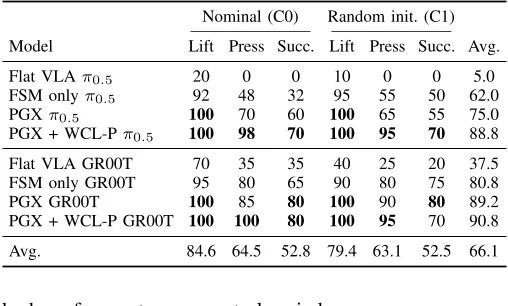 Nominal (C0) Random init. (C1)
Model Lift Press Succ. Lift Press Succ. Avg.
Flat VLA π0.5 20 0 0 10 0 0 5.0
FSM only π0.5 92 48 32 95 55 50 62.0
PGX π0.5 100 70 60 100 65 55 75.0
PGX + WCL-P π0.5 100 98 70 100 95 70 88.8
Flat VLA GR00T 70 35 35 40 25 20 37.5
FSM only GR00T 95 80 65 90 80 75 80.8
PGX GR00T 100 85 80 100 90 80 89.2
PGX + WCL-P GR00T 100 100 80 100 95 70 90.8
Avg. 84.6 64.5 52.8 79.4 63.1 52.5 66.1